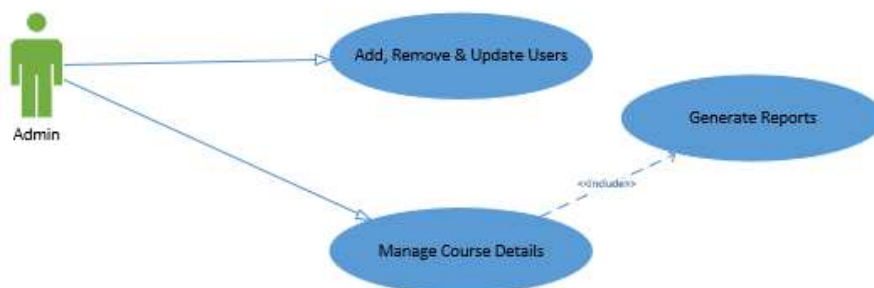 Add, Remove & Update Users
Admin
Generate Reports
<<Include>>
Manage Course Details